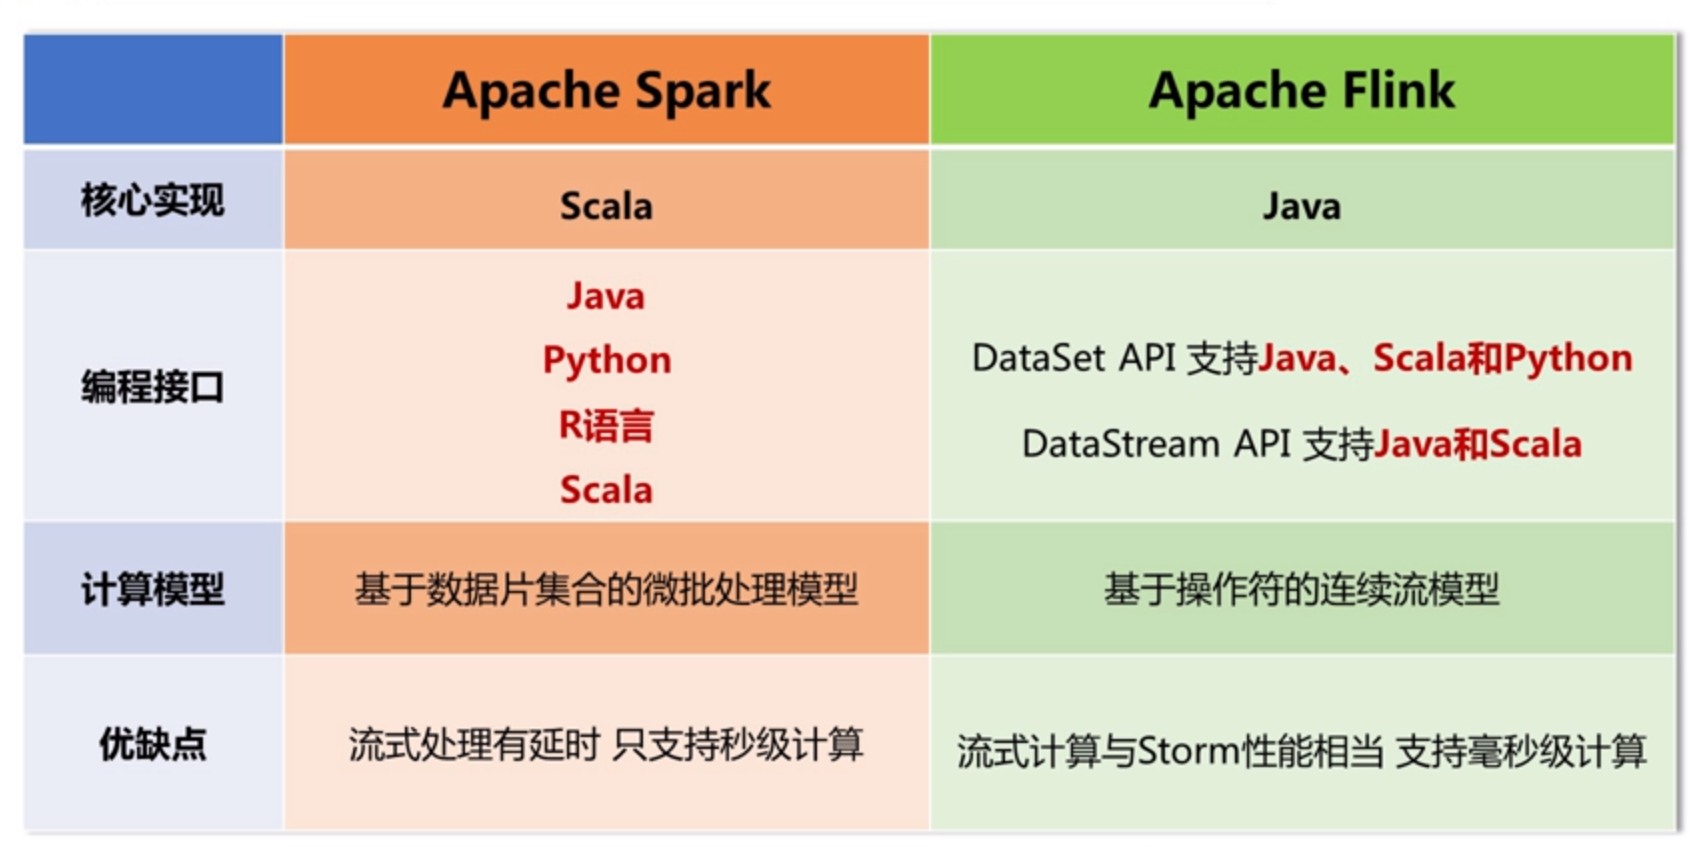 Apache Spark
Apache Flink
核心实现
Scala
Java
编程接口
Java
Python
R语言
Scala
DataSet API 支持Java、Scala和Python
DataStream API 支持Java和Scala
计算模型
基于数据片集合的微批处理模型
基于操作符的连续流模型
优缺点
流式处理有延时 只支持秒级计算
流式计算与Storm性能相当 支持毫秒级计算